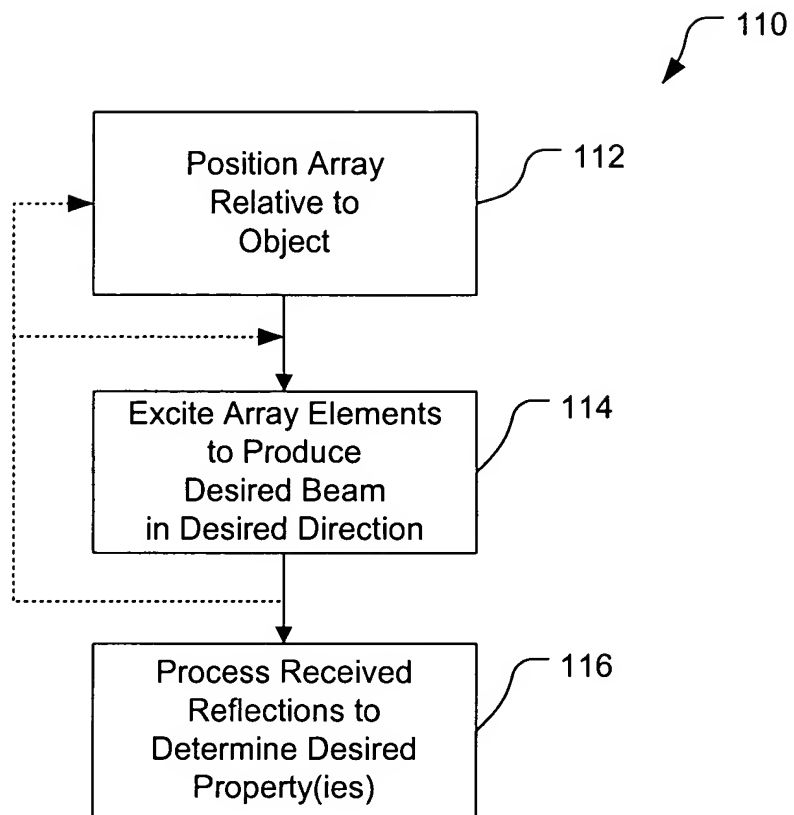 110
Position Array
Relative to
Object
112
Excite Array Elements
to Produce
Desired Beam
in Desired Direction
114
Process Received
Reflections to
Determine Desired
Property(ies)
116